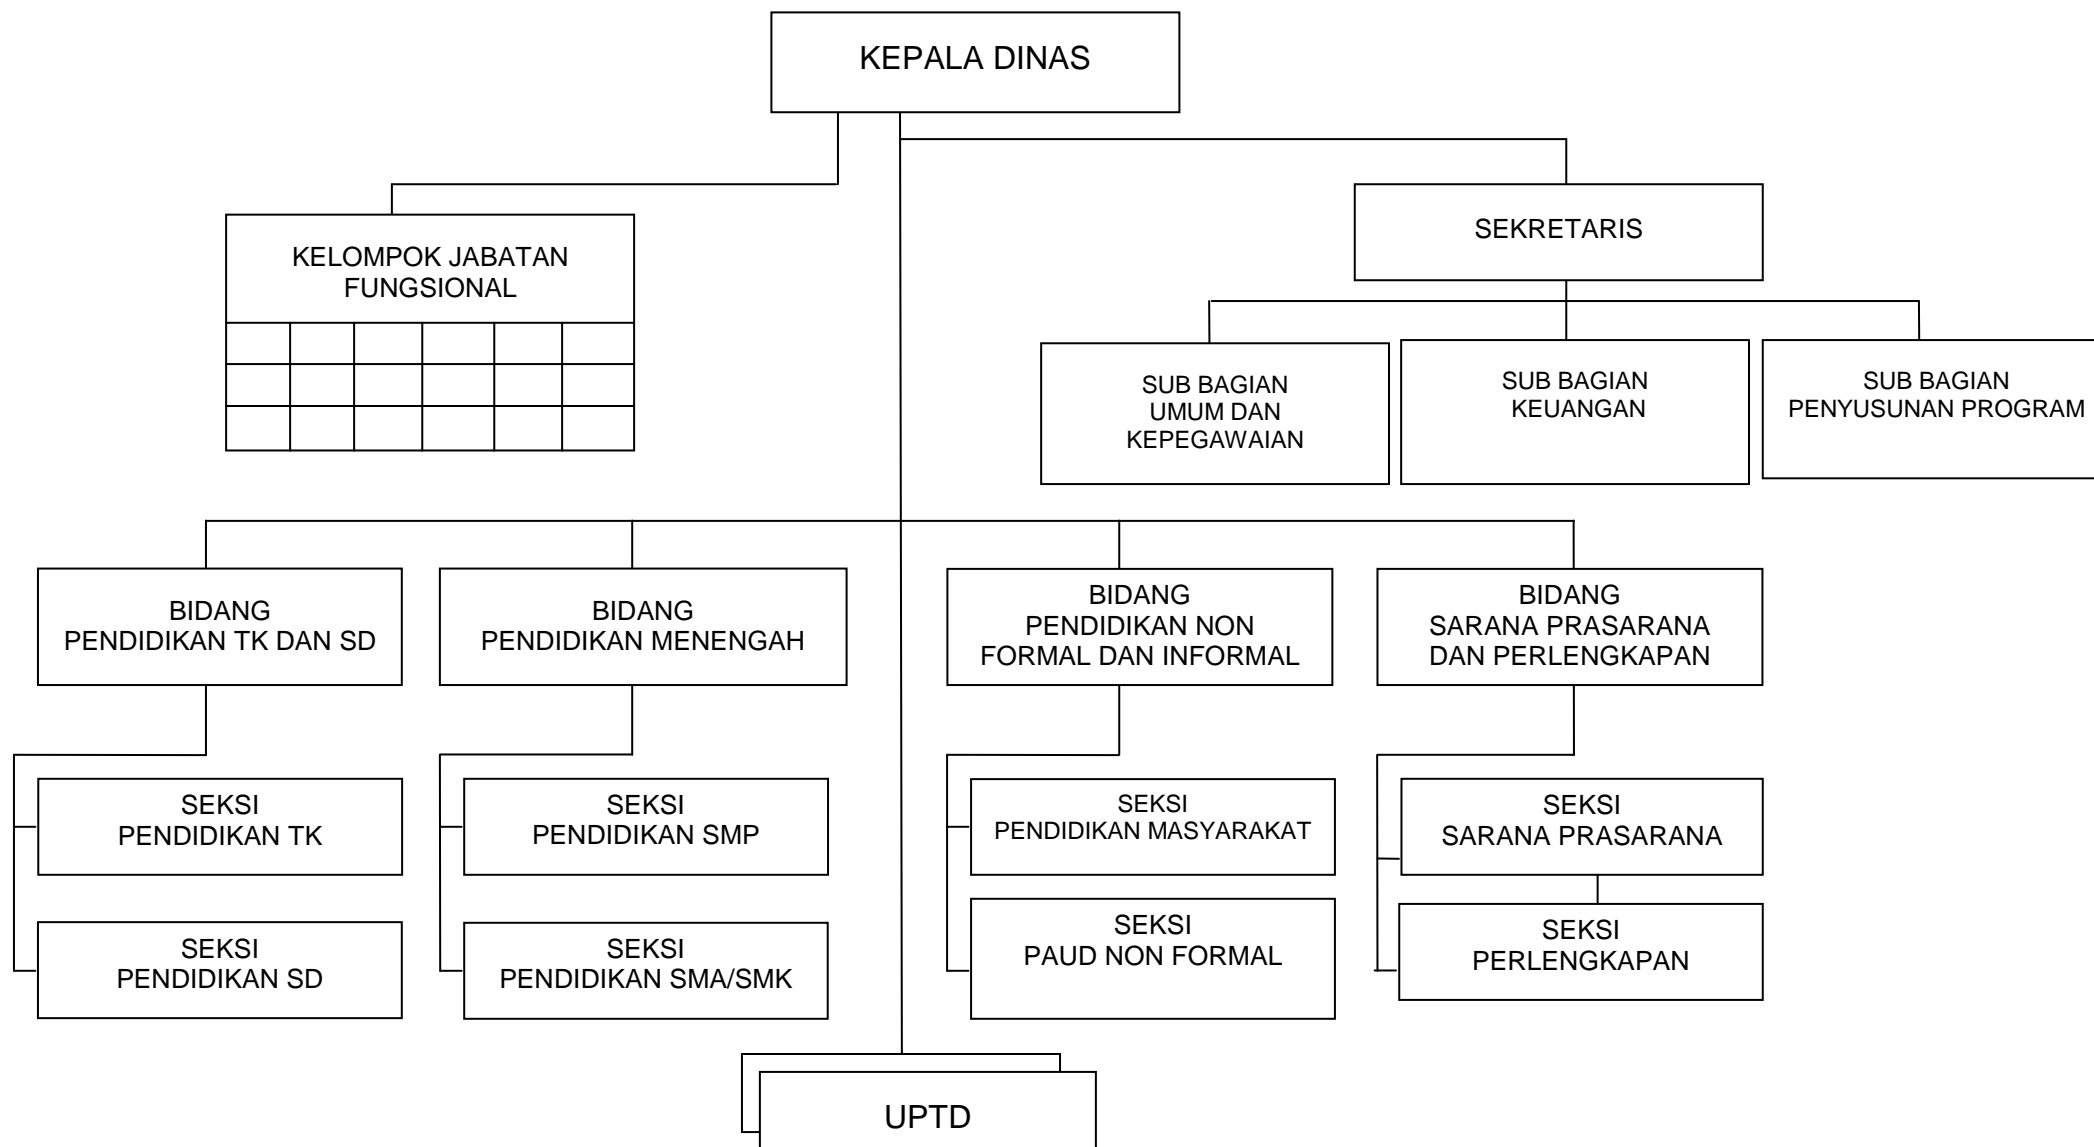 KEPALA DINAS
KELOMPOK JABATAN
FUNGSIONAL
SEKRETARIS
SUB BAGIAN
UMUM DAN
KEPEGAWAIAN
SUB BAGIAN
KEUANGAN
SUB BAGIAN
PENYUSUNAN PROGRAM
BIDANG
PENDIDIKAN TK DAN SD
BIDANG
PENDIDIKAN MENENGAH
BIDANG
PENDIDIKAN NON
FORMAL DAN INFORMAL
BIDANG
SARANA PRASARANA
DAN PERLENGKAPAN
SEKSI
PENDIDIKAN TK
SEKSI
PENDIDIKAN SMP
SEKSI
PENDIDIKAN MASYARAKAT
SEKSI
SARANA PRASARANA
SEKSI
PENDIDIKAN SD
SEKSI
PENDIDIKAN SMA/SMK
SEKSI
PAUD NON FORMAL
SEKSI
PERLENGKAPAN
UPTD